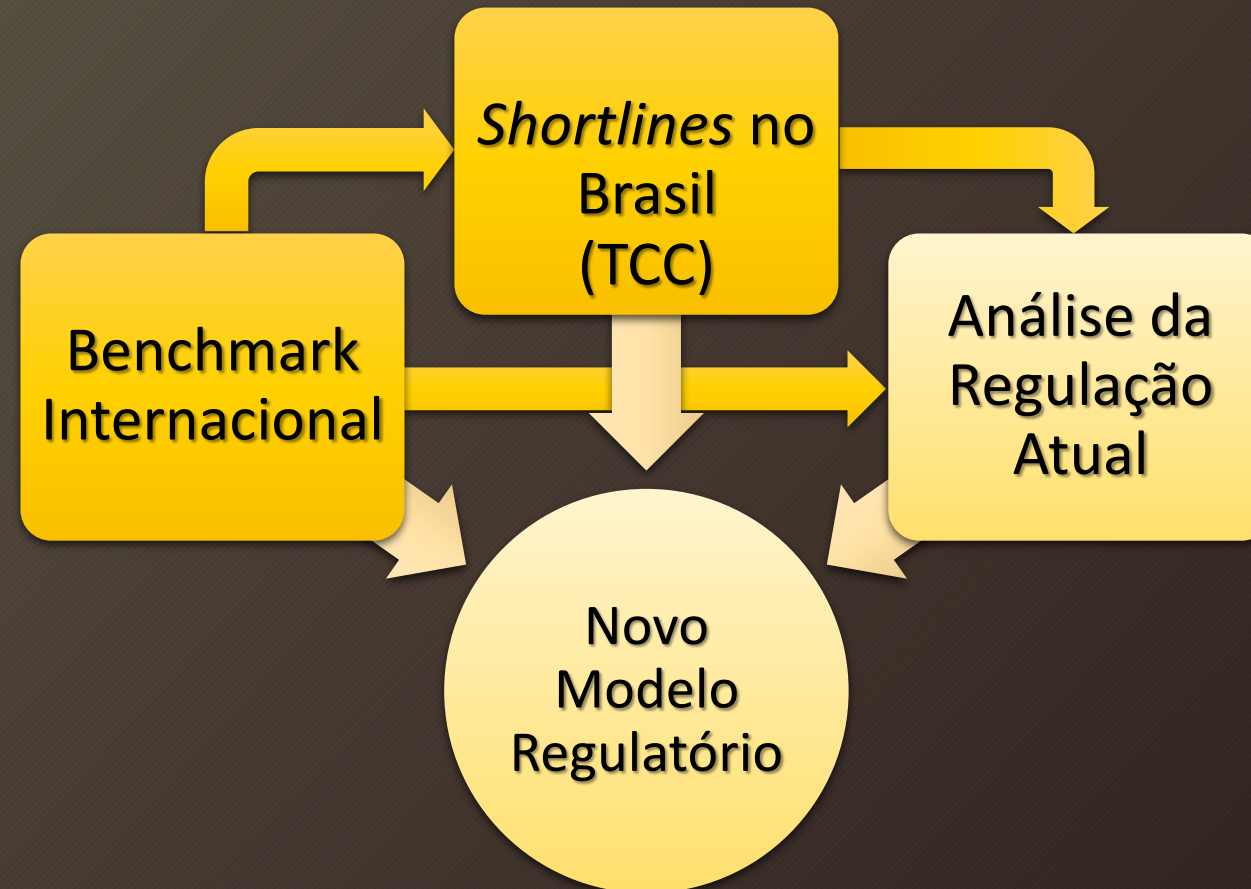 Shortlines no
Brasil
(TCC)
Benchmark
Internacional
Análise da
Regulação
Atual
Novo
Modelo
Regulatório